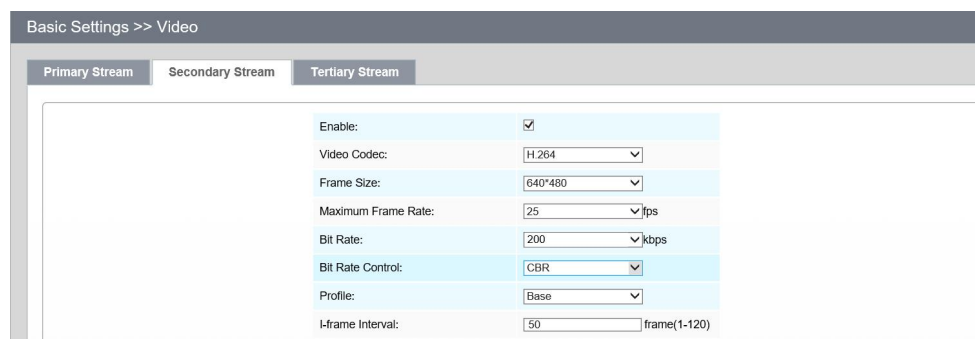 Basic Settings >> Video
Primary Stream Secondary Stream Tertiary Stream
Enable:
Video Codec: H.264
Frame Size: 640*480
Maximum Frame Rate: 25 fps
Bit Rate: 200 kbps
Bit Rate Control: CBR
Profile: Base
I-frame Interval: 50 frame(1-120)